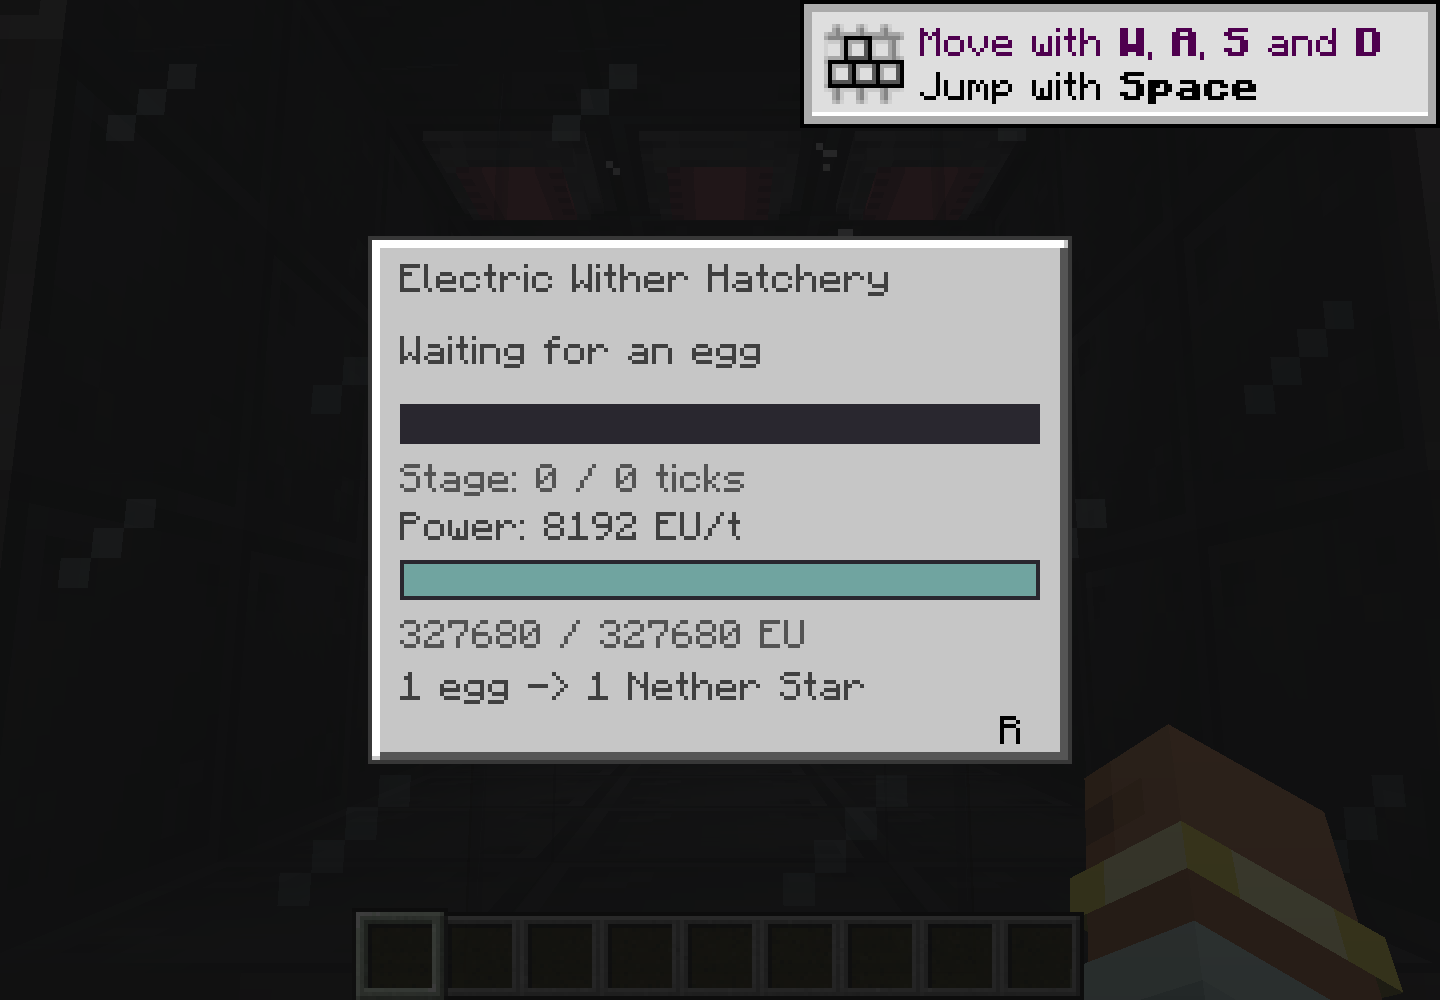 Move with W, A, S and D
Jump with Space
Electric Wither Hatchery
Waiting for an egg
Stage: 0 / 0 ticks
Power: 8192 EU/t
327680 / 327680 EU
1 egg -> 1 Nether Star
R